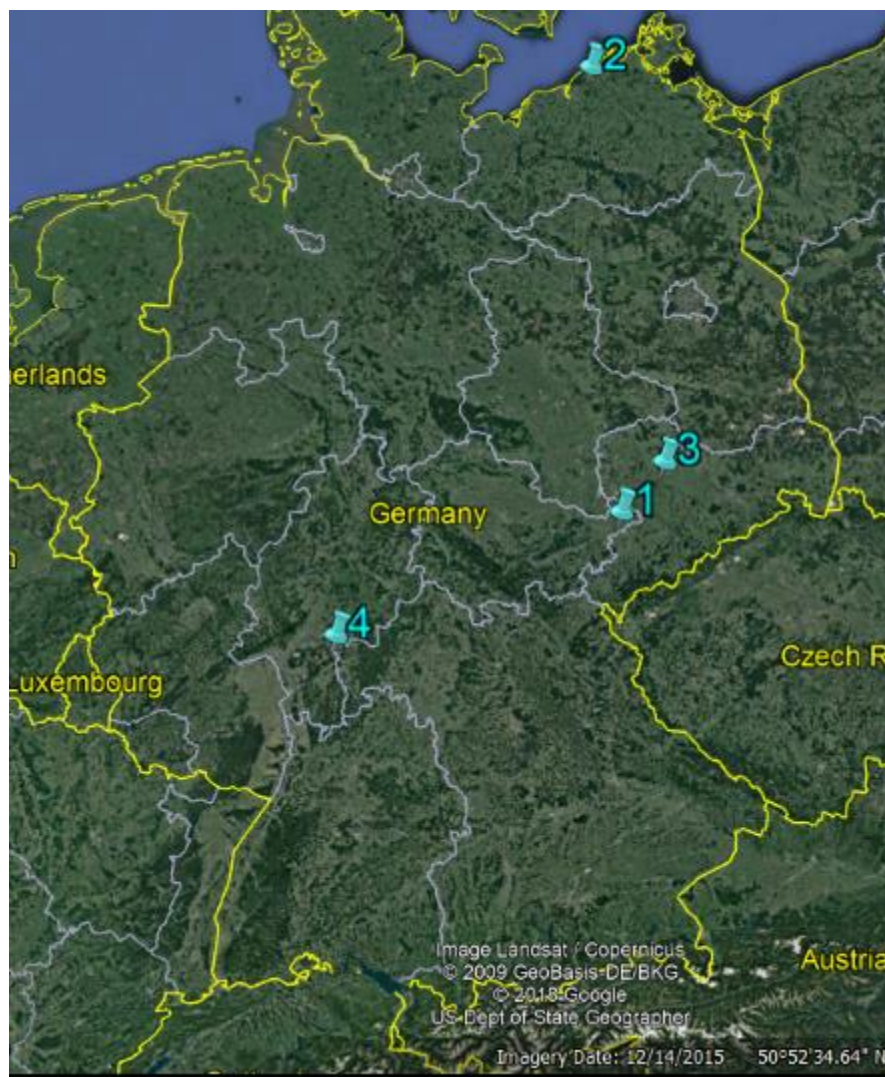 2
herlands
3
1
Germany
4
Czech R
Luxembourg
Image Landsat / Copernicus
© 2009 GeoBasis-DE/BKG
© 2018 Google
US Dept of State Geographer
Austria
Imagery Date: 12/14/2015 50°52'34.64" N